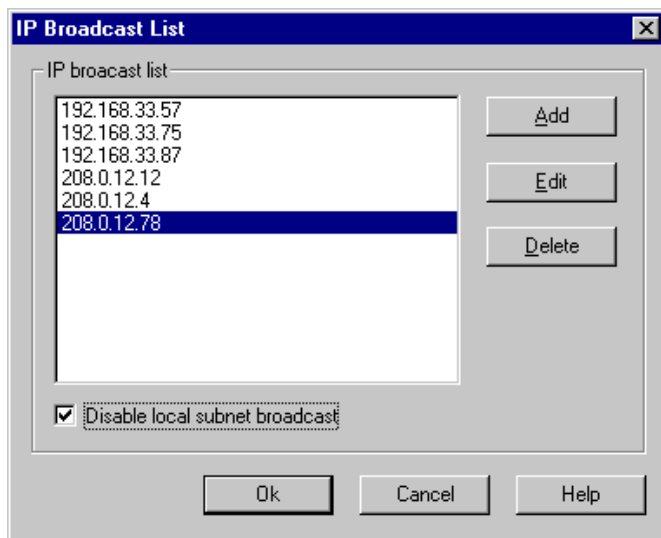 IP Broadcast List
IP broacast list
192.168.33.57
192.168.33.75
192.168.33.87
208.0.12.12
208.0.12.4
208.0.12.78
Add
Edit
Delete
Disable local subnet broadcast
Ok Cancel Help